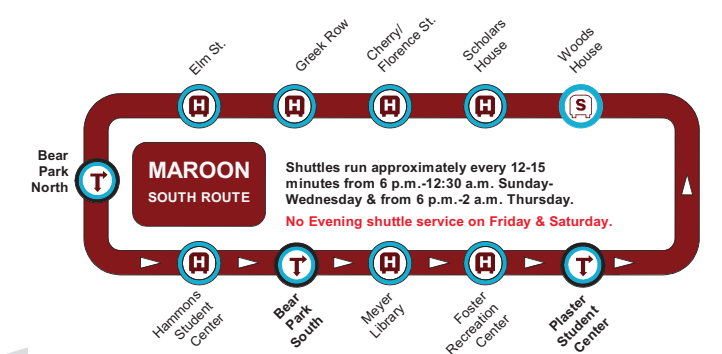 Elm St.
Greek Row
Cherry/
Florence St.
Scholars
House
Woods
House
H
H
H
H
S
Bear
Park
North
T
MAROON
SOUTH ROUTE
Shuttles run approximately every 12-15
minutes from 6 p.m.-12:30 a.m. Sunday-
Wednesday & from 6 p.m.-2 a.m. Thursday.
No Evening shuttle service on Friday & Saturday.
H
T
H
H
T
Hammons
Student
Center
Bear
Park
South
Meyer
Library
Foster
Recreation
Center
Plaster
Student
Center